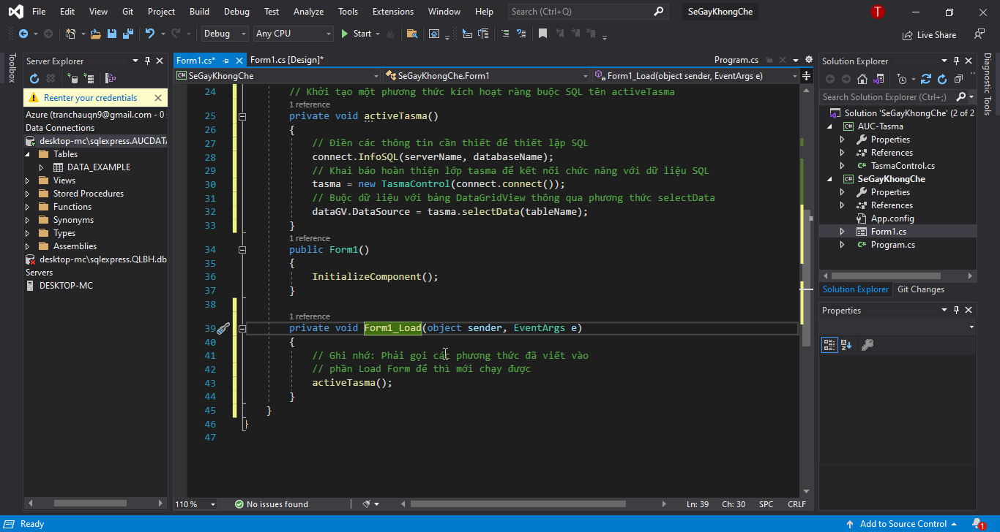 File Edit View Git Project Build Debug Test Analyze Tools Extensions Window Help Search (Ctrl+Q) SeGayKhongChe T
Debug Any CPU Start Live Share
Toolbox
Server Explorer
Reenter your credentials
Azure (tranchauqn9@gmail.com - 0
Data Connections
desktop-mc\sqlexpress.AUCDATA
Tables
DATA_EXAMPLE
Views
Stored Procedures
Functions
Synonyms
Types
Assemblies
desktop-mc\sqlexpress.QLBH.db
Servers
DESKTOP-MC
Form1.cs* Form1.cs [Design]* Program.cs
SeGayKhongChe SeGayKhongChe.Form1 Form1_Load(object sender, EventArgs e)
24 // Khởi tạo một phương thức kích hoạt ràng buộc SQL tên activeTasma
1 reference
25 private void activeTasma()
26 {
27 // Điền các thông tin cần thiết để thiết lập SQL
28 connect.InfoSQL(serverName, databaseName);
29 // Khai báo hoàn thiện lớp tasma để kết nối chức năng với dữ liệu SQL
30 tasma = new TasmaControl(connect.connect());
31 // Buộc dữ liệu với bảng DataGridView thông qua phương thức selectData
32 dataGV.DataSource = tasma.selectData(tableName);
33 }
1 reference
34 public Form1()
35 {
36 InitializeComponent();
37 }
38
1 reference
39 private void Form1_Load(object sender, EventArgs e)
40 {
41 // Ghi nhớ: Phải gọi các phương thức đã viết vào
42 // phần Load Form để thì mới chạy được
43 activeTasma();
44 }
45 }
46 }
47
110 % No issues found Ln: 39 Ch: 30 SPC CRLF
Solution Explorer
Search Solution Explorer (Ctrl+;)
Solution 'SeGayKhongChe' (2 of 2
AUC-Tasma
Properties
References
TasmaControl.cs
SeGayKhongChe
Properties
References
App.config
Form1.cs
Program.cs
Solution Explorer Git Changes
Properties
Diagnostic Tools
Ready Add to Source Control 1